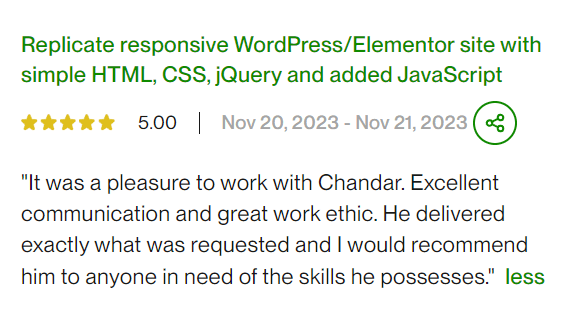 Replicate responsive WordPress/Elementor site with
simple HTML, CSS, jQuery and added JavaScript
5.00 | Nov 20, 2023 - Nov 21, 2023
"It was a pleasure to work with Chandar. Excellent
communication and great work ethic. He delivered
exactly what was requested and I would recommend
him to anyone in need of the skills he possesses." less